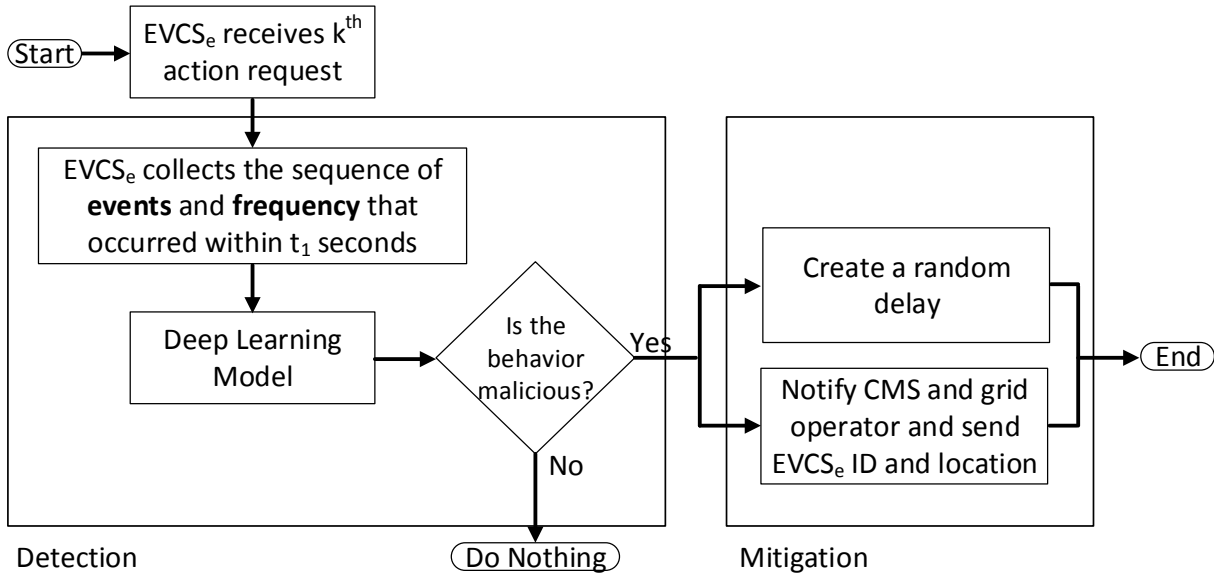 Start
EVCSₑ receives kᵗʰ
action request
EVCSₑ collects the sequence of
events and frequency that
occurred within t₁ seconds
Deep Learning
Model
Is the
behavior
malicious?
Yes
No
Do Nothing
Detection
Create a random
delay
Notify CMS and grid
operator and send
EVCSₑ ID and location
End
Mitigation